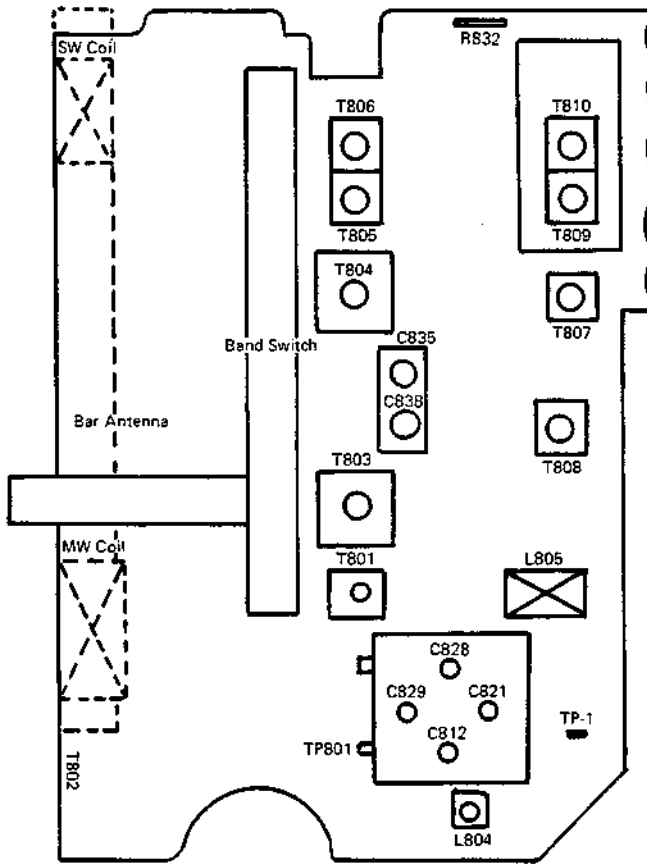 R832
SW Coil
T806
T810
T805
T809
T804
T807
Band Switch
C835
C838
Bar Antenna
T803
T808
MW Coil
T801
L805
C828
C829
C821
C812
TP801
TP-1
T802
L804